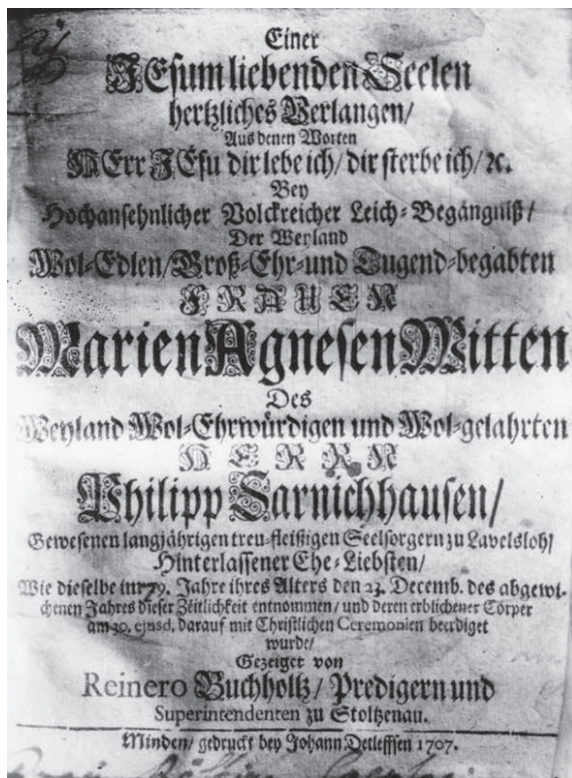 Einer
JEsum liebenden Seelen
hertzliches Verlangen/
Aus denen Worten
HErr JEsu dir lebe ich/ dir sterbe ich/ ꝛc.
Bey
Hochansehnlicher Volckreicher Leich-Begängniß/
Der Weyland
Wol-Edlen/Groß-Ehr-und Tugend-begabten
FRAUEN
Marien Agnesen Witten
Des
Weyland Wol-Ehrwürdigen und Wol-gelahrten
HERRN
Philipp Sarnichhausen/
Gewesenen langjährigen treu-fleißigen Seelsorgern zu Lavelsloh/
Hinterlassener Ehe-Liebsten/
Wie dieselbe im 79. Jahre ihres Alters den 23. Decemb. des abgewi-
chenen Jahres dieser Zeitlichkeit entnommen/ und deren erblichener Cörper
am 30. ejusd. darauf mit Christlichen Ceremonien beerdiget
wurde/
Gezeiget von
Reinero Buchholtz/ Predigern und
Superintendenten zu Stoltzenau.
Minden/ gedruckt bey Johann Detleffsen 1707.